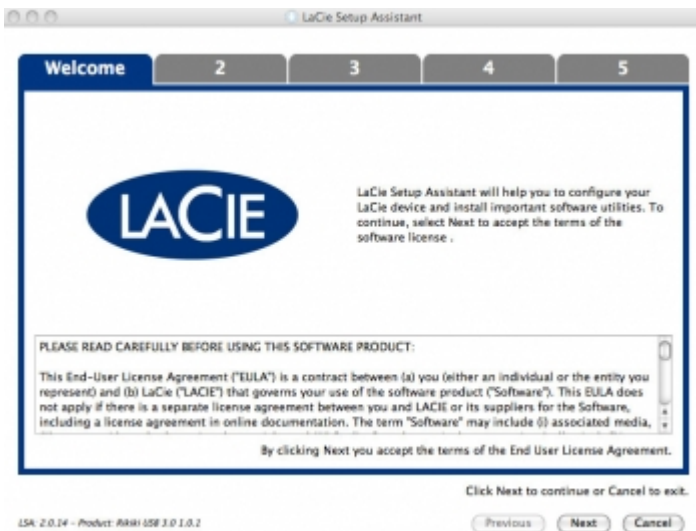 LaCie Setup Assistant
Welcome 2 3 4 5
LACIE
LaCie Setup Assistant will help you to configure your
LaCie device and install important software utilities. To
continue, select Next to accept the terms of the
software license .
PLEASE READ CAREFULLY BEFORE USING THIS SOFTWARE PRODUCT:
This End-User License Agreement ("EULA") is a contract between (a) you (either an individual or the entity you
represent) and (b) LaCie ("LACIE") that governs your use of the software product ("Software"). This EULA does
not apply if there is a separate license agreement between you and LACIE or its suppliers for the Software,
including a license agreement in online documentation. The term "Software" may include (i) associated media,
By clicking Next you accept the terms of the End User License Agreement.
Click Next to continue or Cancel to exit.
LSA: 2.0.14 - Product: Rikiki USB 3.0 1.0.1
Previous Next Cancel